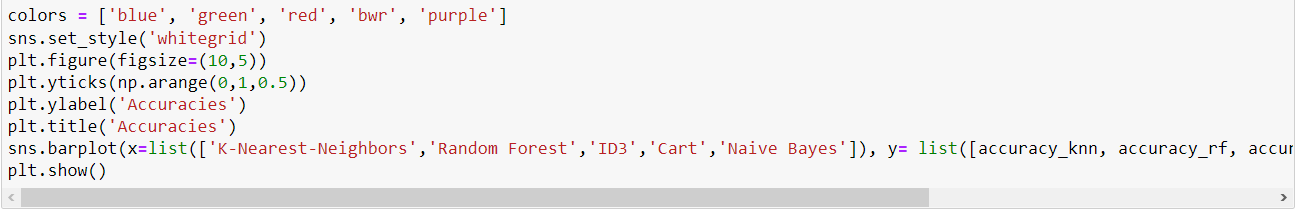 colors = ['blue', 'green', 'red', 'bwr', 'purple']
sns.set_style('whitegrid')
plt.figure(figsize=(10,5))
plt.yticks(np.arange(0,1,0.5))
plt.ylabel('Accuracies')
plt.title('Accuracies')
sns.barplot(x=list(['K-Nearest-Neighbors','Random Forest','ID3','Cart','Naive Bayes']), y= list([accuracy_knn, accuracy_rf,
plt.show()